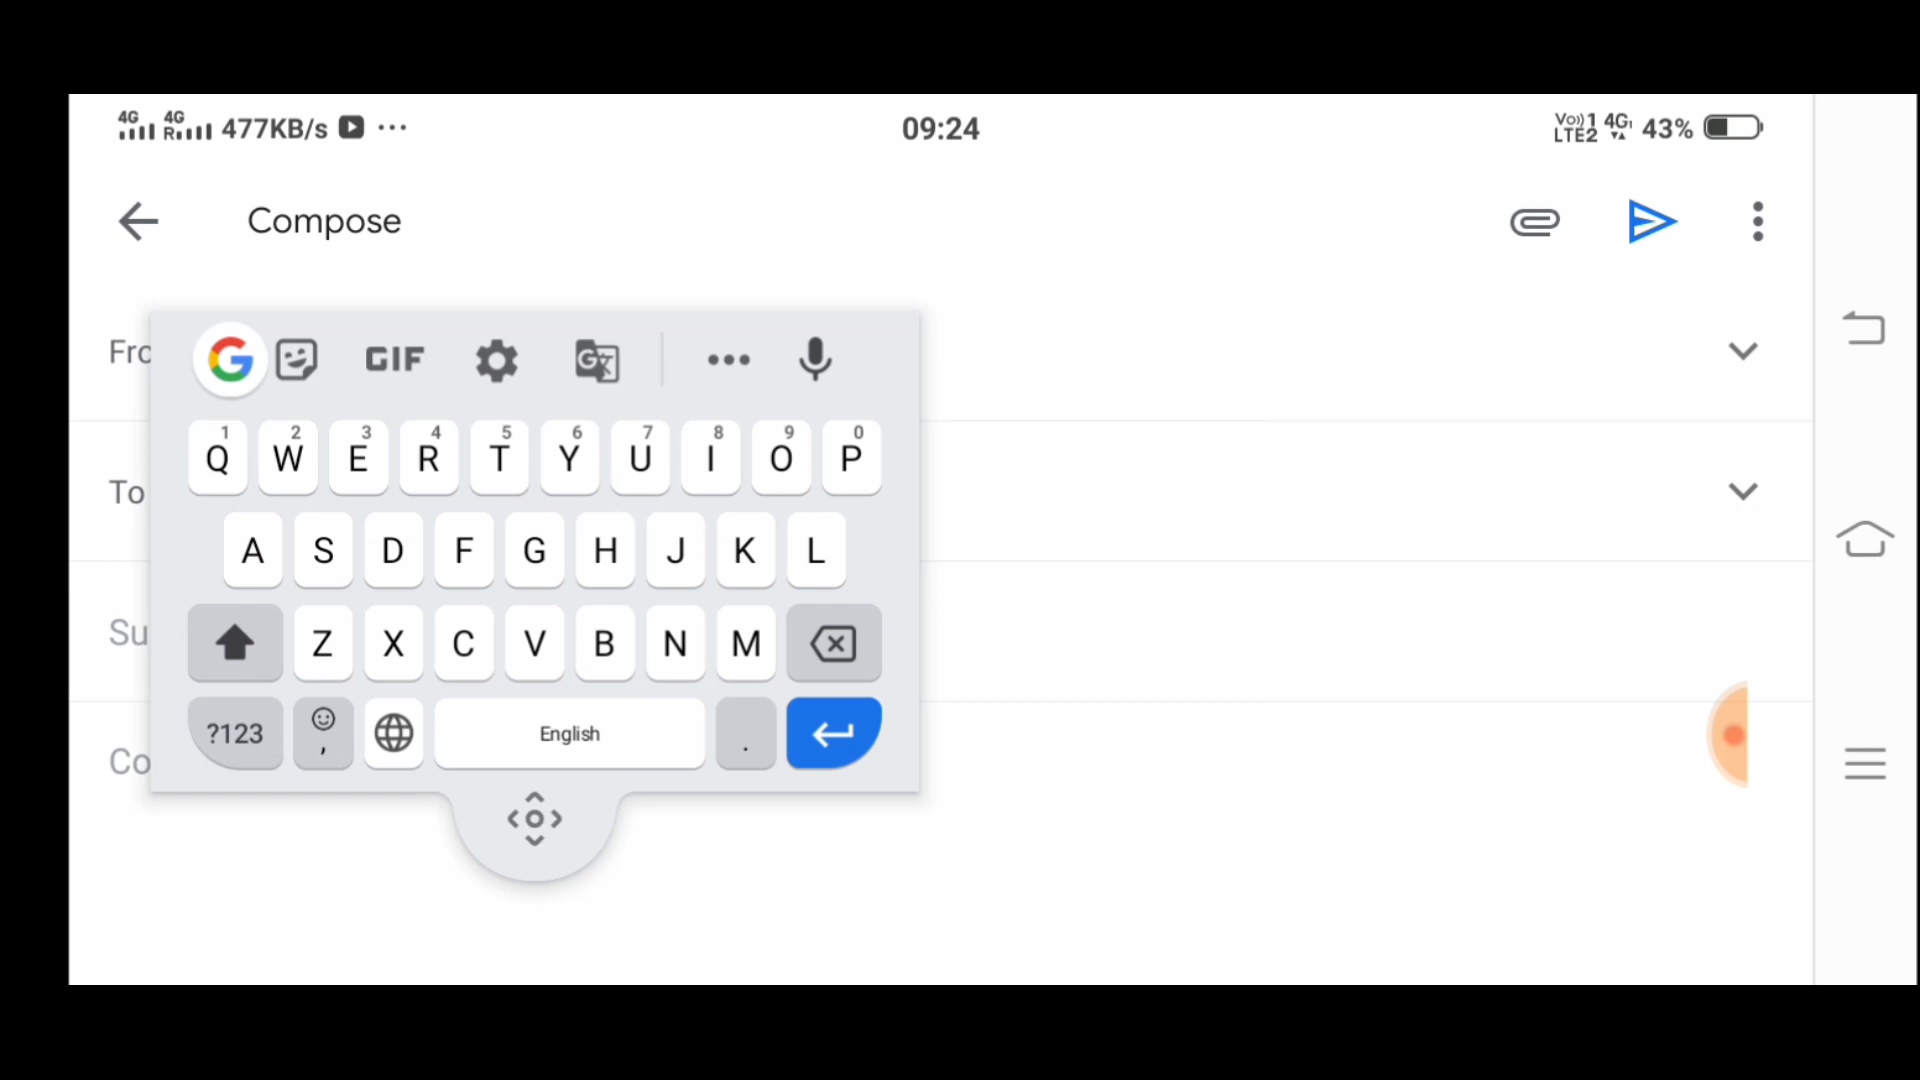 4G 4G R 477KB/s ... 09:24 Vo)) 1 LTE2 4G 43%
Compose
Fro
GIF
To
1 2 3 4 5 6 7 8 9 0
Q W E R T Y U I O P
A S D F G H J K L
Su
Z X C V B N M
?123 , English .
Co